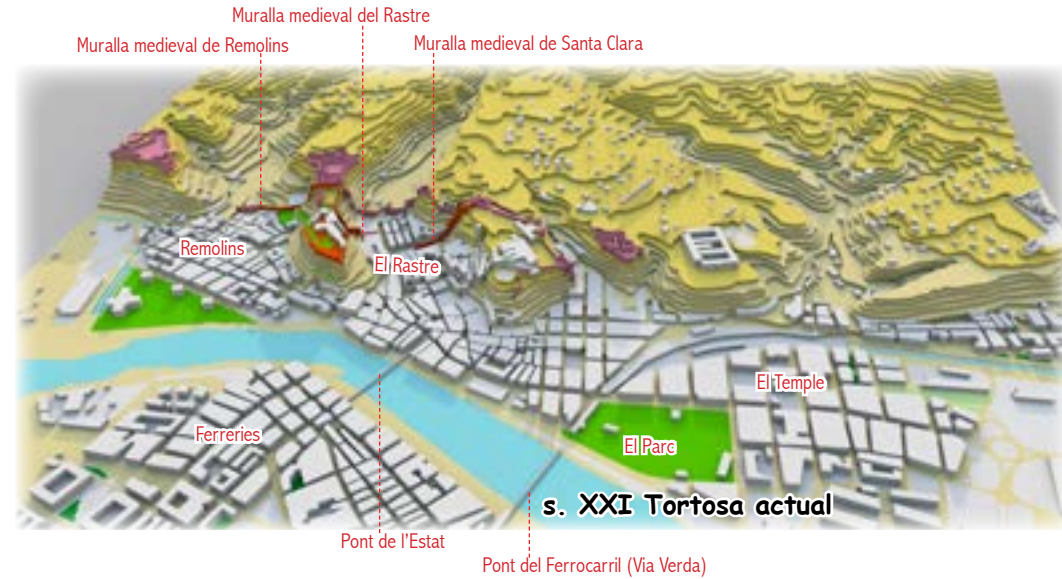 Muralla medieval del Rastre
Muralla medieval de Remolins
Muralla medieval de Santa Clara
Remolins
El Rastre
El Temple
Ferreries
El Parc
s. XXI Tortosa actual
Pont de l'Estat
Pont del Ferrocarril (Via Verda)